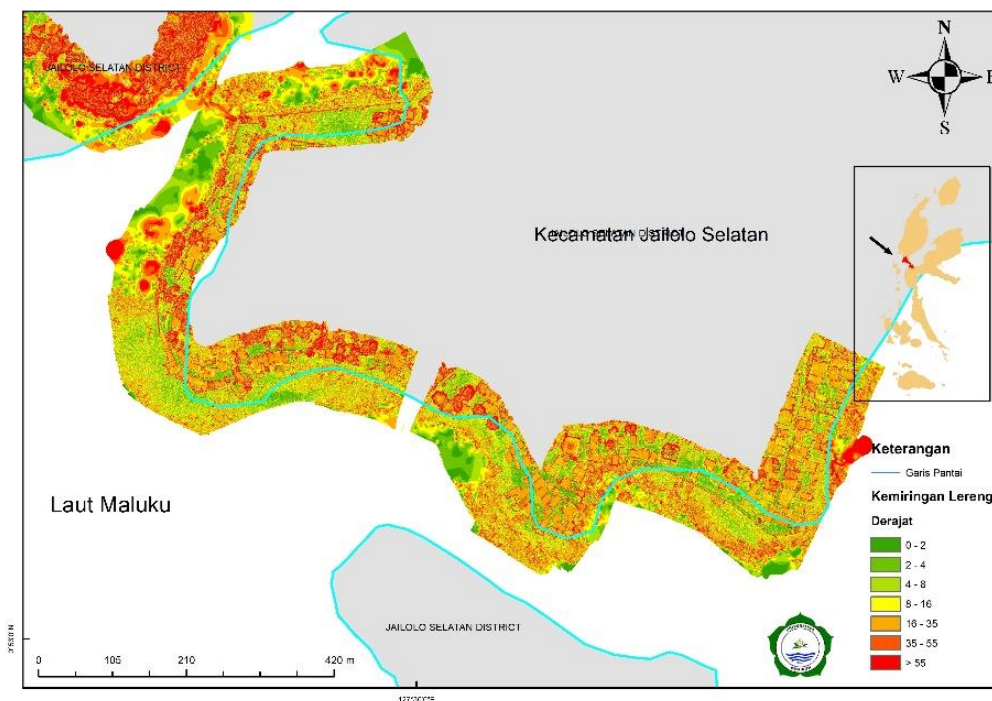 N
W E
S
JAILOLO SELATAN DISTRICT
Kecamatan Jailolo Selatan
Laut Maluku
JAILOLO SELATAN DISTRICT
0 105 210 420 m
Keterangan
Garis Pantai
Kemiringan Lereng
Derajat
0 - 2
2 - 4
4 - 8
8 - 16
16 - 35
35 - 55
> 55